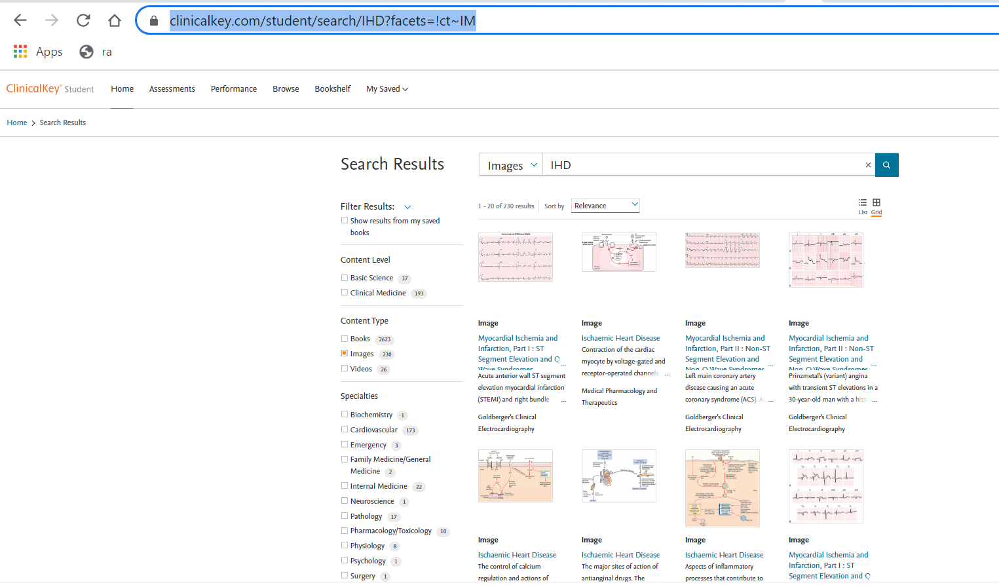 clinicalkey.com/student/search/IHD?facets=!ct~IM
Apps
ra
ClinicalKey® Student
Home
Assessments
Performance
Browse
Bookshelf
My Saved
Home
Search Results
Search Results
Images
IHD
×
Filter Results:
Show results from my saved
books
Content Level
Basic Science 37
Clinical Medicine 193
Content Type
Books 2623
Images 230
Videos 26
Specialties
Biochemistry 1
Cardiovascular 173
Emergency 3
Family Medicine/General
Medicine 2
Internal Medicine 22
Neuroscience 1
Pathology 17
Pharmacology/Toxicology 10
Physiology 8
Psychology 1
Surgery 1
1 - 20 of 230 results
Sort by
Relevance
List
Grid
Image
Myocardial Ischemia and
Infarction, Part I : ST
Segment Elevation and Q
Wave Syndromes ...
Acute anterior wall ST segment
elevation myocardial infarction
(STEMI) and right bundle ...
Goldberger's Clinical
Electrocardiography
Image
Ischaemic Heart Disease
Contraction of the cardiac
myocyte by voltage-gated and
receptor-operated channels. ...
Medical Pharmacology and
Therapeutics
Image
Myocardial Ischemia and
Infarction, Part II : Non-ST
Segment Elevation and
Non-Q Wave Syndromes ...
Left main coronary artery
disease causing an acute
coronary syndrome (ACS). ...
Goldberger's Clinical
Electrocardiography
Image
Myocardial Ischemia and
Infarction, Part II : Non-ST
Segment Elevation and
Non-Q Wave Syndromes ...
Prinzmetal's (variant) angina
with transient ST elevations in a
30-year-old man with a hist ...
Goldberger's Clinical
Electrocardiography
Image
Ischaemic Heart Disease
The control of calcium
regulation and actions of
Image
Ischaemic Heart Disease
The major sites of action of
antianginal drugs. The
Image
Ischaemic Heart Disease
Aspects of inflammatory
processes that contribute to
Image
Myocardial Ischemia and
Infarction, Part I : ST
Segment Elevation and Q